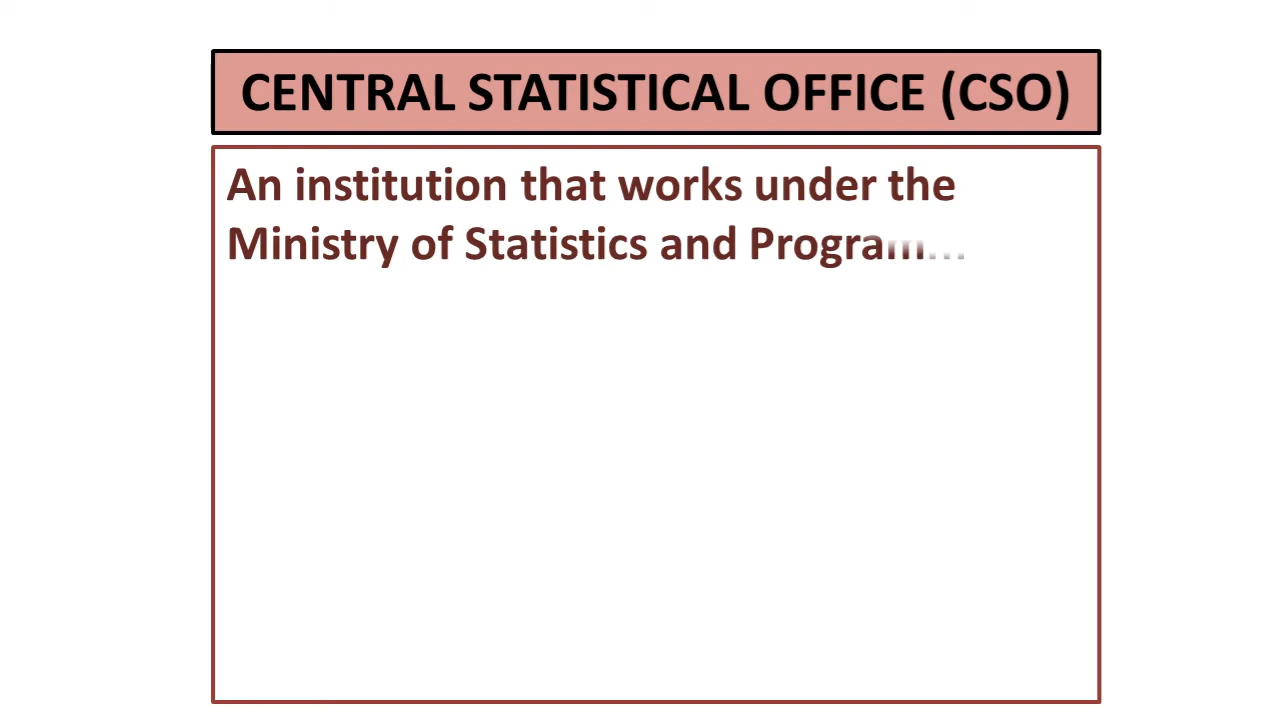 CENTRAL STATISTICAL OFFICE (CSO)
An institution that works under the
Ministry of Statistics and